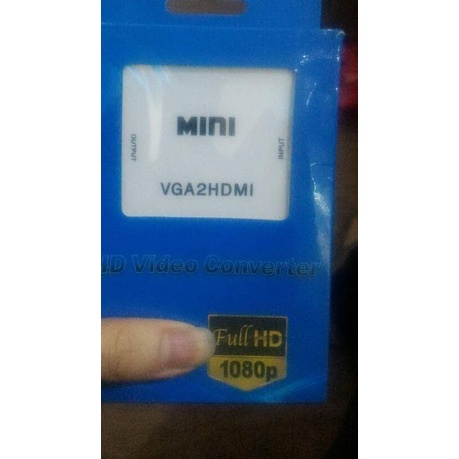 MINI
OUTPUT
INPUT
VGA2HDMI
HD Video Converter
Full HD
1080p